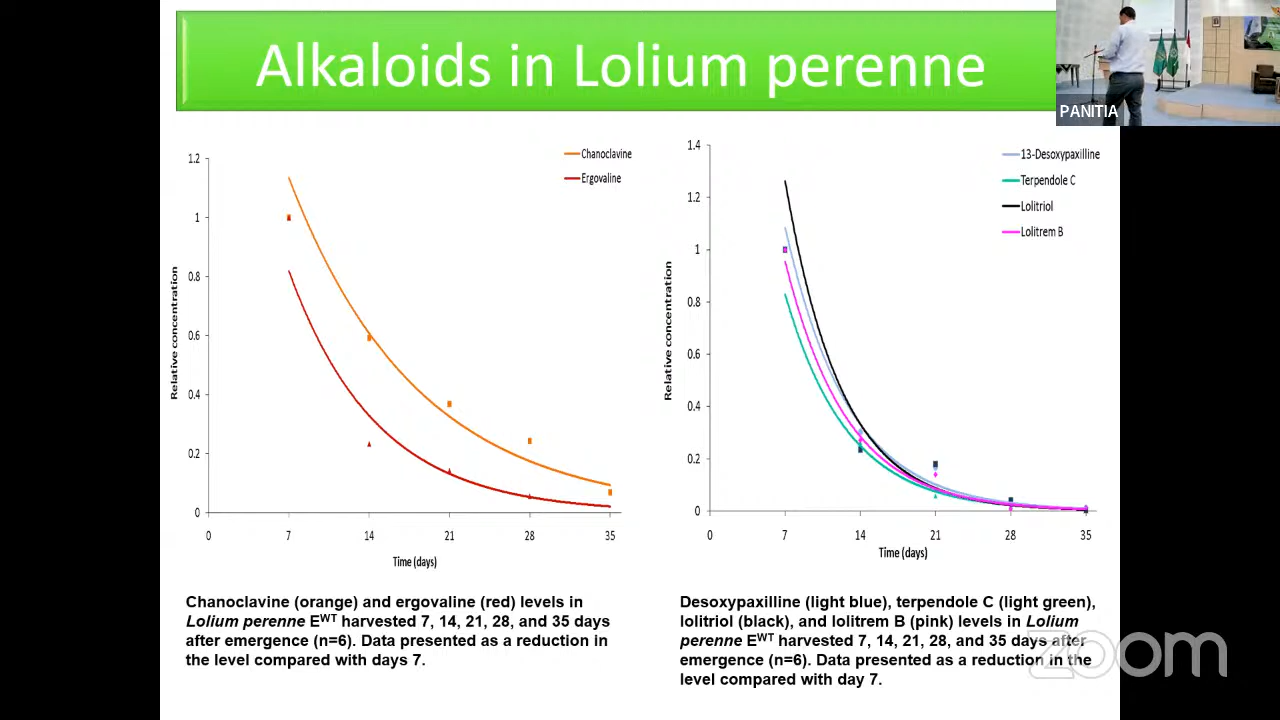 Alkaloids in Lolium perenne
PANITIA
1.2
1
0.8
0.6
0.4
0.2
0
Relative concentration
Chanoclavine
Ergovaline
0 7 14 21 28 35
Time (days)
1.4
1.2
1
0.8
0.6
0.4
0.2
0
Relative concentration
13-Desoxypaxilline
Terpendole C
Lolitriol
Lolitrem B
0 7 14 21 28 35
Time (days)
Chanoclavine (orange) and ergovaline (red) levels in
Lolium perenne EWT harvested 7, 14, 21, 28, and 35 days
after emergence (n=6). Data presented as a reduction in
the level compared with days 7.
Desoxypaxilline (light blue), terpendole C (light green),
lolitriol (black), and lolitrem B (pink) levels in Lolium
perenne EWT harvested 7, 14, 21, 28, and 35 days after
emergence (n=6). Data presented as a reduction in the
level compared with day 7.
zoom